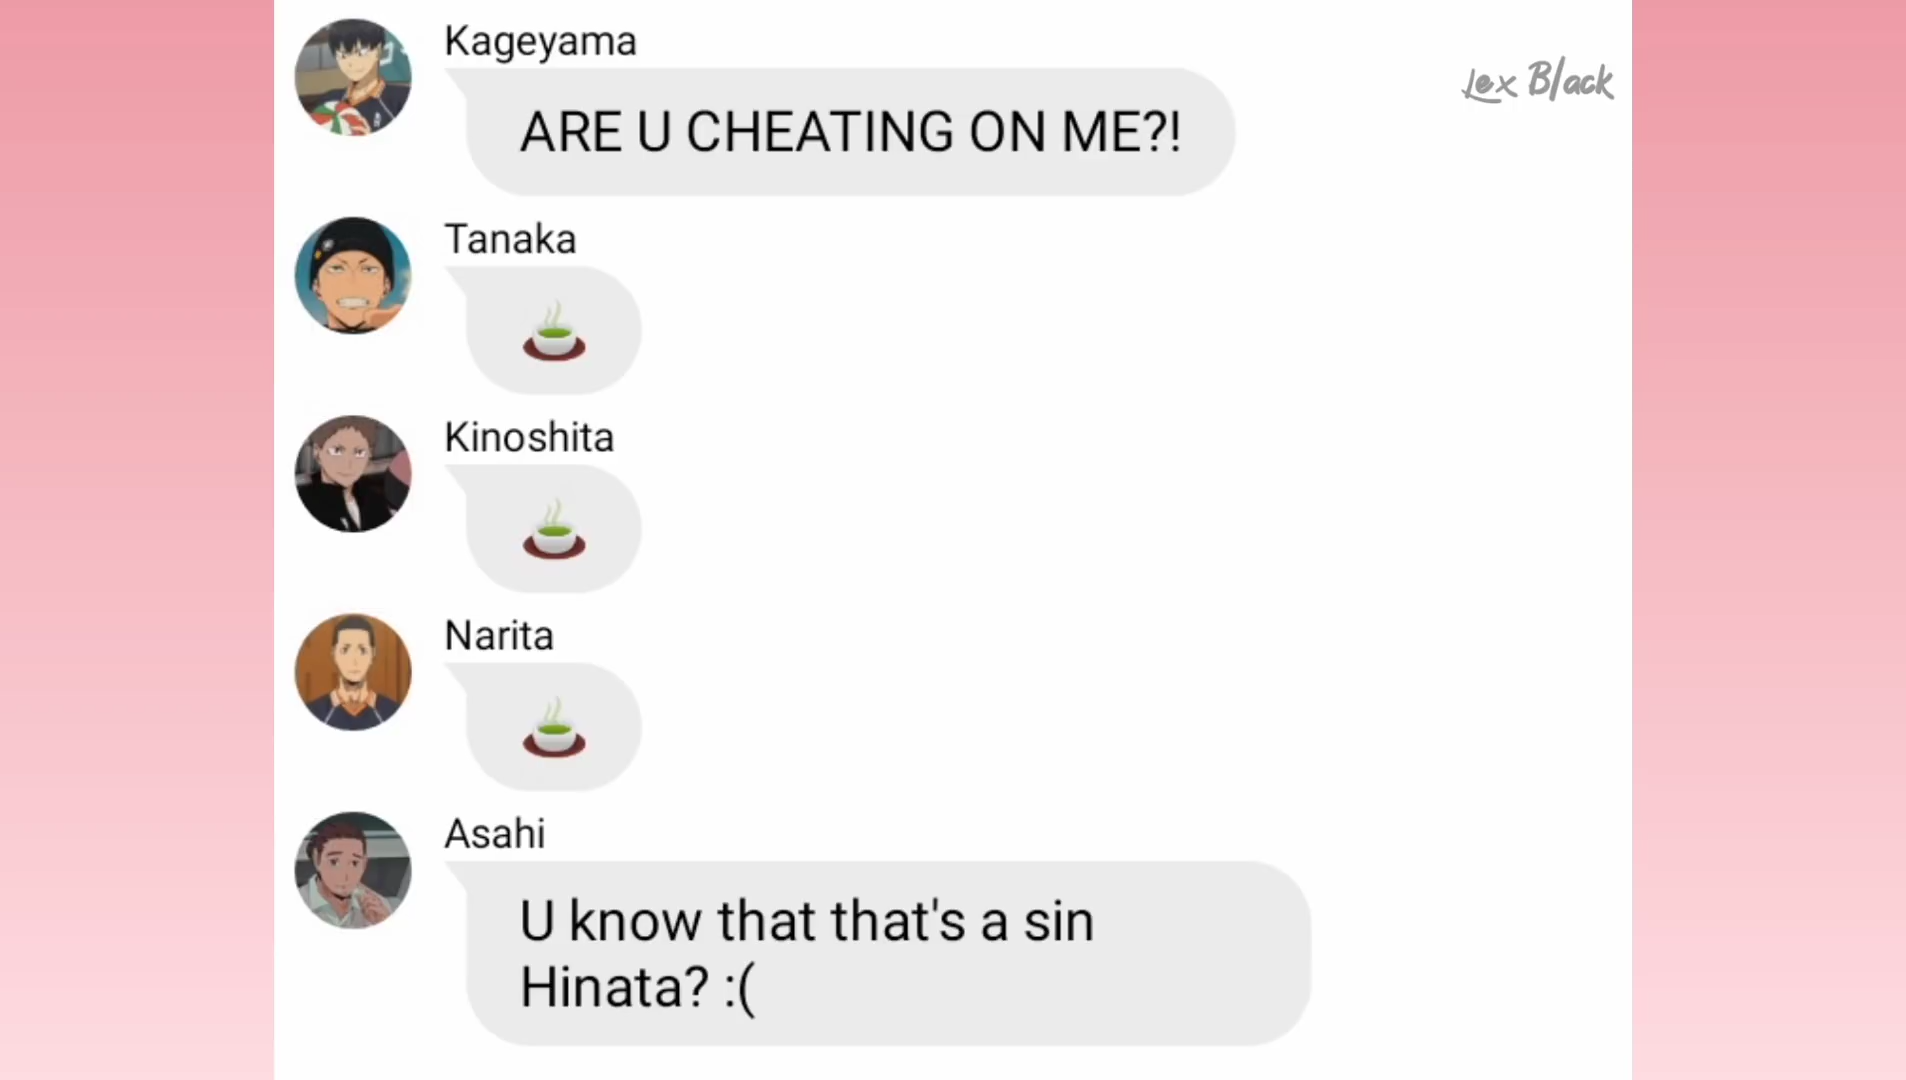 Kageyama
Lex Black
ARE U CHEATING ON ME?!
Tanaka
🍵
Kinoshita
🍵
Narita
🍵
Asahi
U know that that's a sin
Hinata? :(